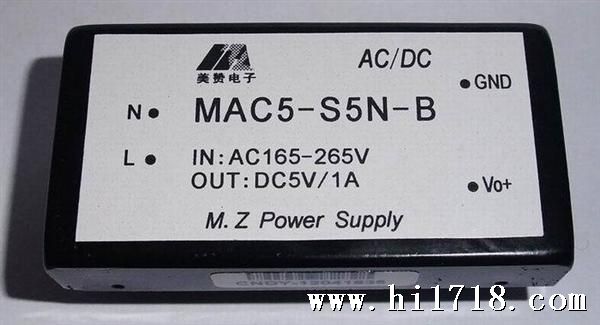 美赞电子
AC/DC
GND
N
MAC5-S5N-B
L
IN:AC165-265V
OUT:DC5V/1A
Vo+
M.Z Power Supply
www.hi1718.com